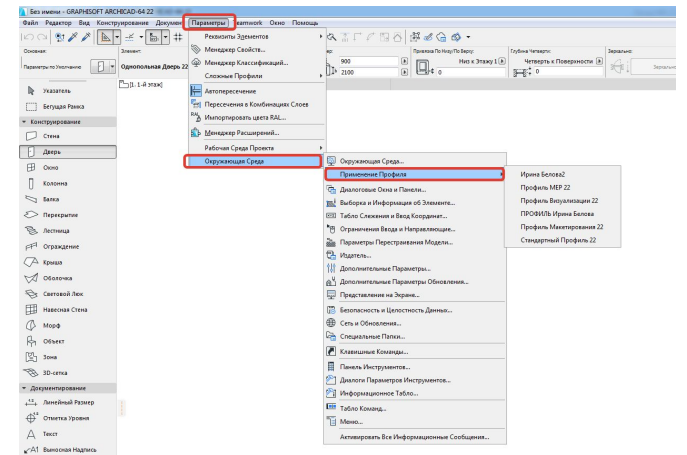 Без имени - GRAPHISOFT ARCHICAD-64 22
Файл Редактор Вид Конструирование Докумен Параметры Teamwork Окно Помощь
Основная:
Элемент:
ер:
Привязка По Низу/По Верху:
Глубина Четверти:
Зеркально:
Параметры по Умолчанию
Однопольная Дверь 22
900
2100
Низ к Этажу 1
0
Четверть к Поверхности
0
Зеркально
[1. 1-й этаж]
Указатель
Бегущая Рамка
Конструирование
Стена
Дверь
Окно
Колонна
Балка
Перекрытие
Лестница
Ограждение
Крыша
Оболочка
Световой Люк
Навесная Стена
Морф
Объект
Зона
3D-сетка
Документирование
Линейный Размер
Отметка Уровня
Текст
Выносная Надпись
Реквизиты Элементов
Менеджер Свойств...
Менеджер Классификаций...
Сложные Профили
Автопересечение
Пересечения в Комбинациях Слоев
Импортировать цвета RAL...
Менеджер Расширений...
Рабочая Среда Проекта
Окружающая Среда
Окружающая Среда...
Применение Профиля
Диалоговые Окна и Панели...
Выборка и Информация об Элементе...
Табло Слежения и Ввод Координат...
Ограничения Ввода и Направляющие...
Параметры Перестраивания Модели...
Издатель...
Дополнительные Параметры...
Дополнительные Параметры Обновления...
Представление на Экране...
Безопасность и Целостность Данных...
Сеть и Обновления...
Специальные Папки...
Клавишные Команды...
Панель Инструментов...
Диалоги Параметров Инструментов...
Информационное Табло...
Табло Команд...
Меню...
Активировать Все Информационные Сообщения...
Ирина Белова2
Профиль MEP 22
Профиль Визуализации 22
ПРОФИЛЬ Ирина Белова
Профиль Макетирования 22
Стандартный Профиль 22